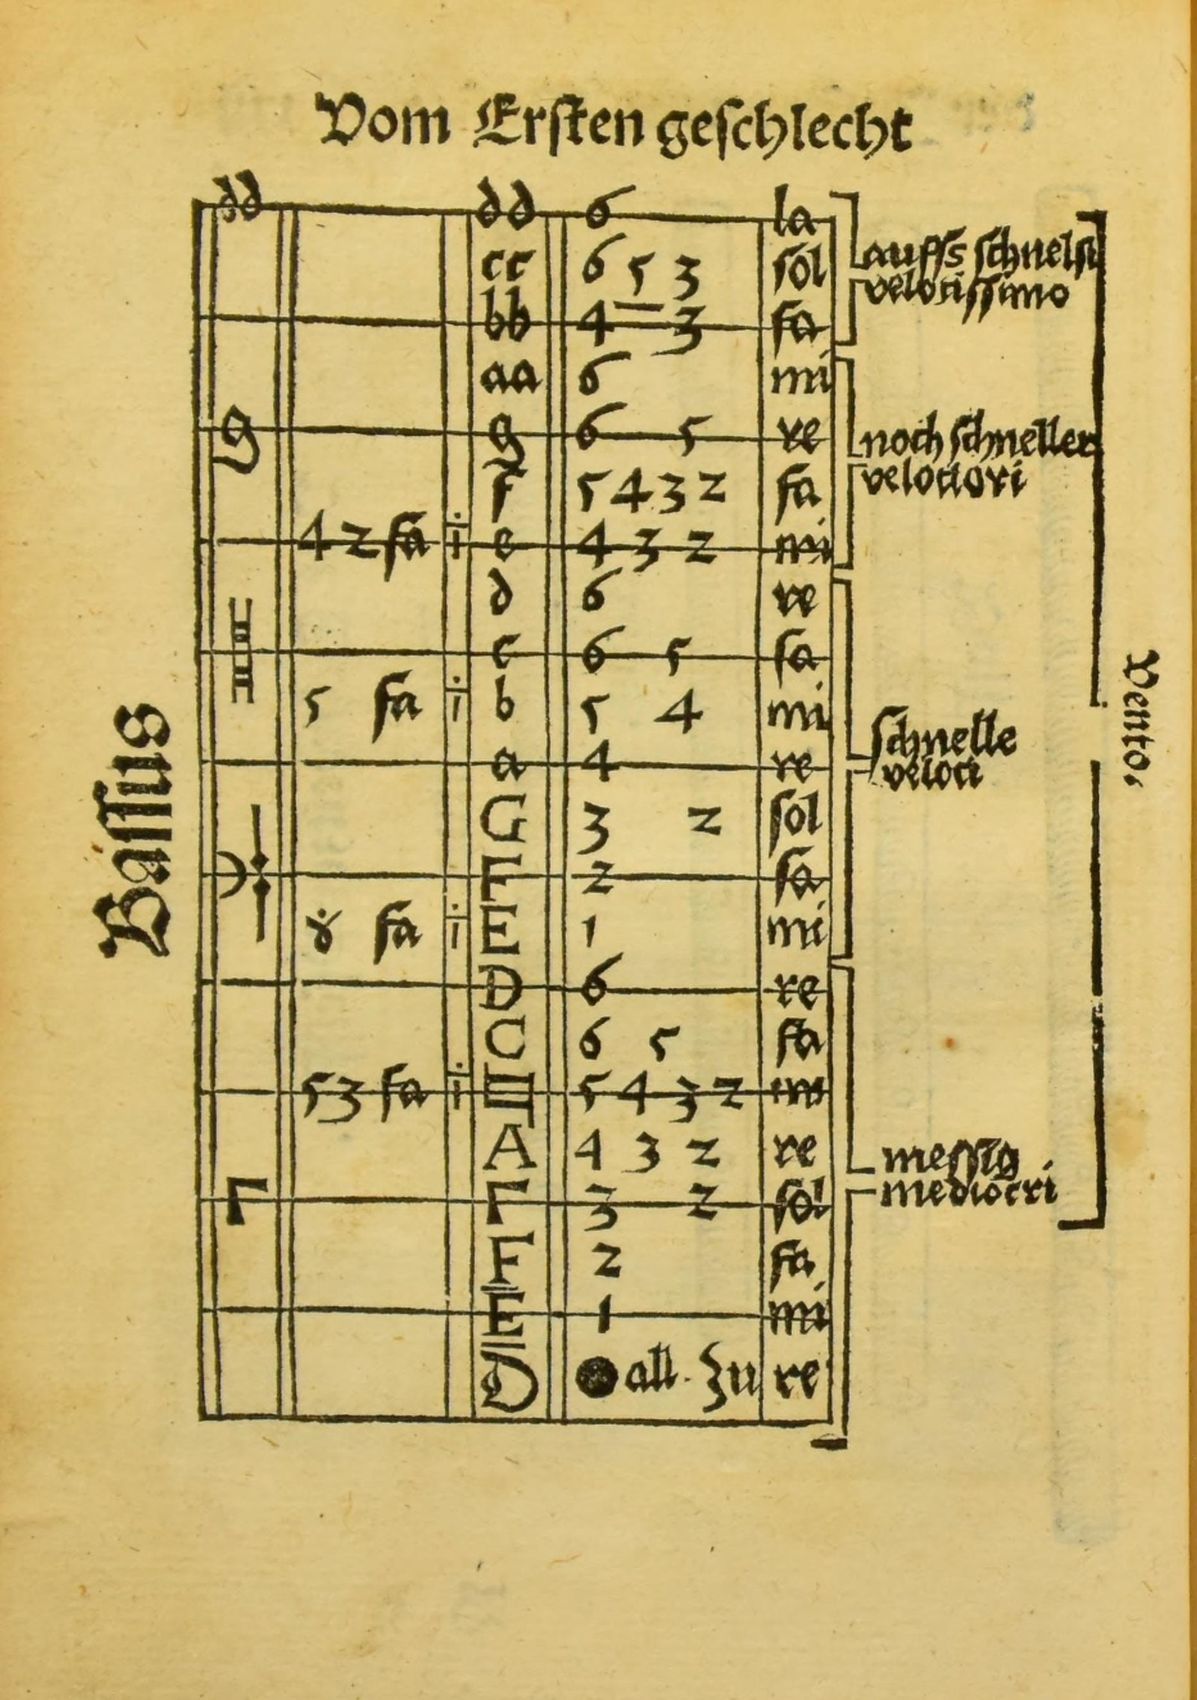 Vom Ersten geschlecht
dd dd 6 la
cc 6 5 3 sol
auffs schnelst
velocissimo
bb 4 3 fa
aa 6 mi
g g 6 5 re
noch schneller
velociori
f 5 4 3 2 fa
4 2 fa i e 4 3 2 mi
d 6 re
c 6 5 fa
5 fa i b 5 4 mi
schnelle
veloci
a 4 re
G 3 2 sol
F 2 fa
fa i E 1 mi
D 6 re
C 6 5 fa
5 3 fa i 5 4 3 2 mi
A 4 3 2 re
messig
mediocri
Γ Γ 3 2 sol
F 2 fa
E 1 mi
D all zu re
Bassus
Vento,